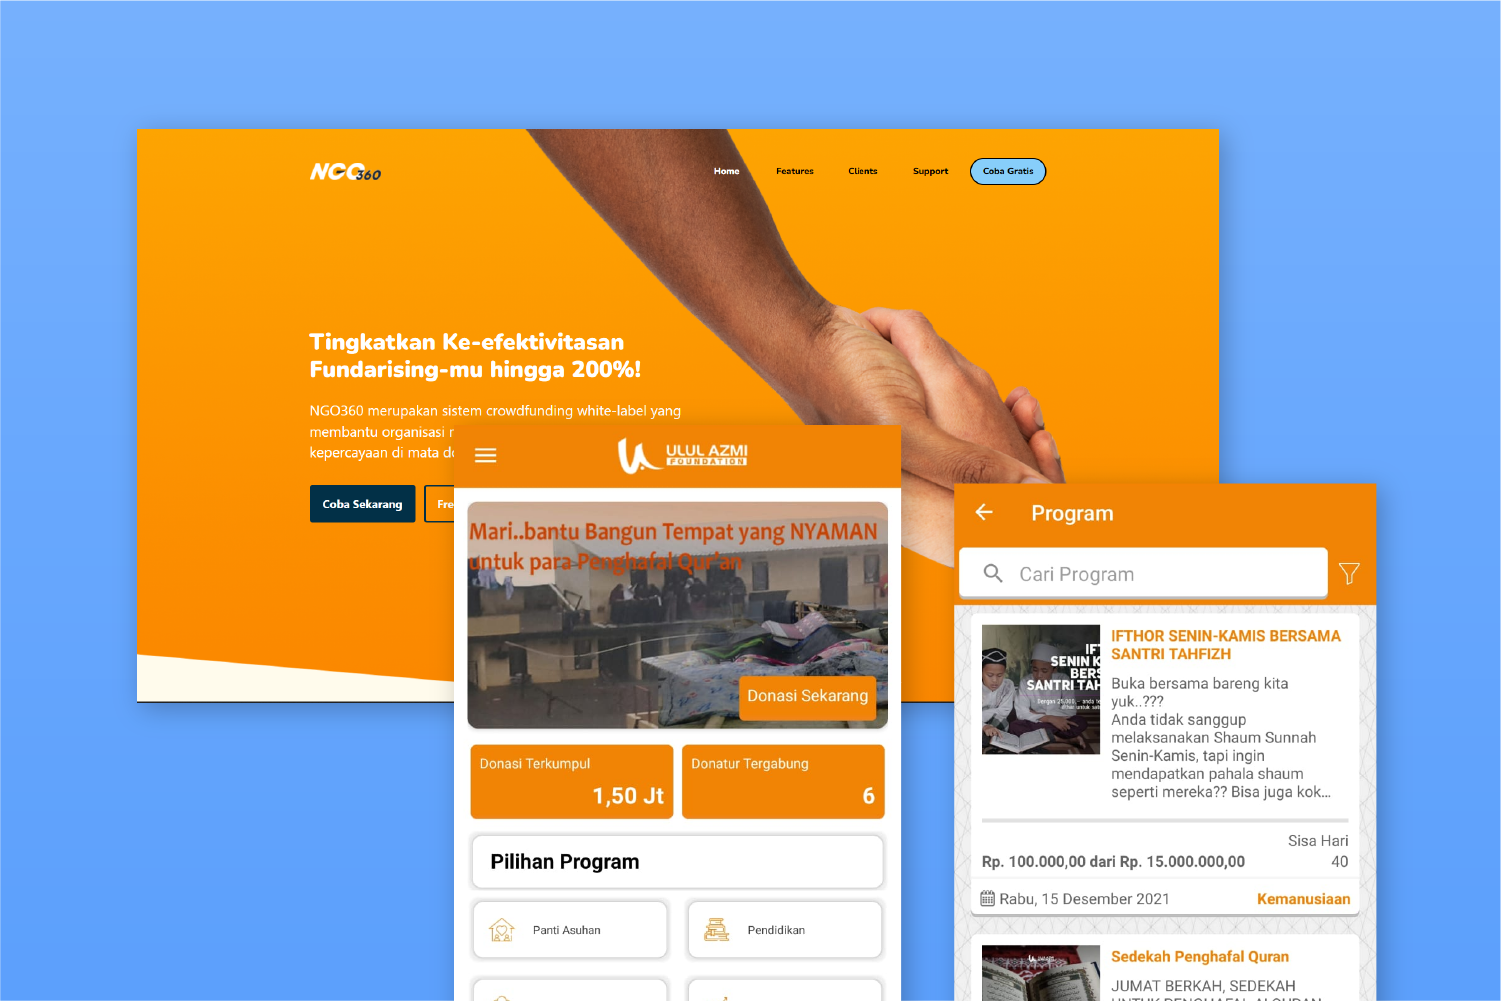 NGO360
Home
Features
Clients
Support
Coba Gratis
Tingkatkan Ke-efektivitasan
Fundarising-mu hingga 200%!
NGO360 merupakan sistem crowdfunding white-label yang
membantu organisasi
kepercayaan di mata
Coba Sekarang
ULUL AZMI
FOUNDATION
Mari..bantu Bangun Tempat yang NYAMAN
untuk para Penghafal Qur'an
Donasi Sekarang
Donasi Terkumpul
1,50 Jt
Donatur Tergabung
6
Pilihan Program
Panti Asuhan
Pendidikan
Program
Cari Program
IFTHOR SENIN-KAMIS BERSAMA
SANTRI TAHFIZH
Buka bersama bareng kita
yuk..???
Anda tidak sanggup
melaksanakan Shaum Sunnah
Senin-Kamis, tapi ingin
mendapatkan pahala shaum
seperti mereka?? Bisa juga kok...
Sisa Hari
Rp. 100.000,00 dari Rp. 15.000.000,00
40
Rabu, 15 Desember 2021
Kemanusiaan
Sedekah Penghafal Quran
JUMAT BERKAH, SEDEKAH